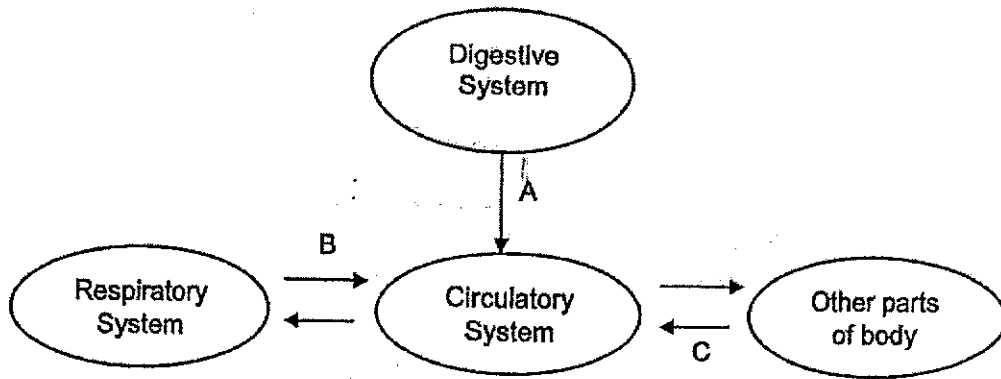 Digestive
System
A
B
Respiratory
System
Circulatory
System
Other parts
of body
C